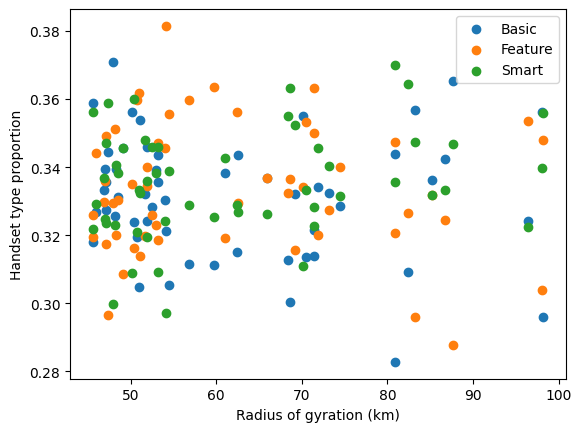 Basic
Feature
Smart
0.38
0.36
0.34
0.32
0.30
0.28
Handset type proportion
50
60
70
80
90
100
Radius of gyration (km)